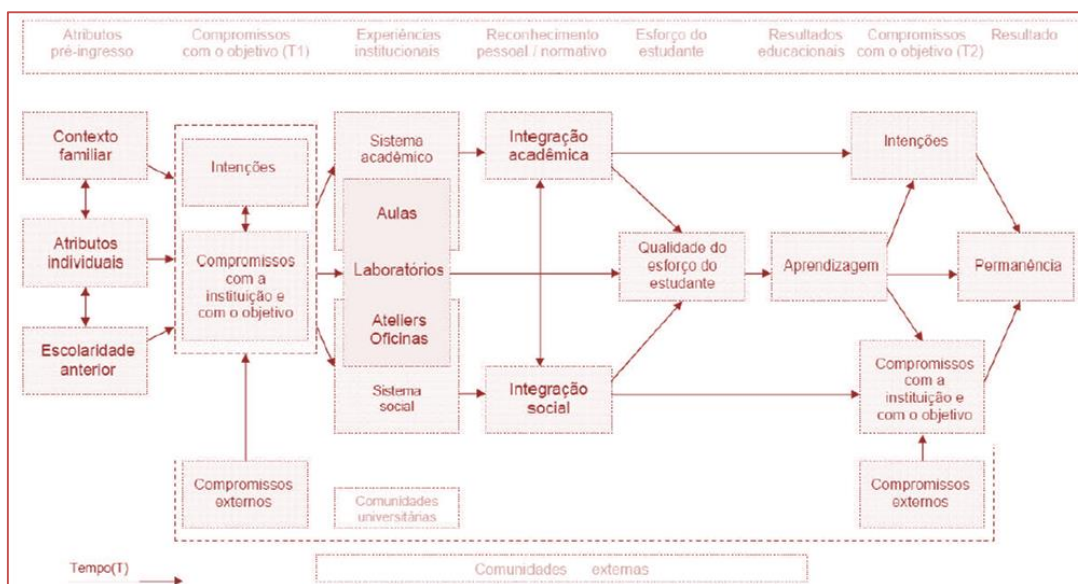 Atributos
pré-ingresso
Compromissos
com o objetivo (T1)
Experiências
institucionais
Reconhecimento
pessoal / normativo
Esforço do
estudante
Resultados
educacionais
Compromissos
com o objetivo (T2)
Resultado
Contexto
familiar
Atributos
individuais
Escolaridade
anterior
Intenções
Compromissos
com a
instituição e
com o objetivo
Compromissos
externos
Sistema
acadêmico
Aulas
Laboratórios
Ateliers
Oficinas
Sistema
social
Comunidades
universitárias
Integração
acadêmica
Integração
social
Qualidade do
esforço do
estudante
Aprendizagem
Intenções
Compromissos
com a
instituição e
com o objetivo
Compromissos
externos
Permanência
Tempo(T)
Comunidades externas